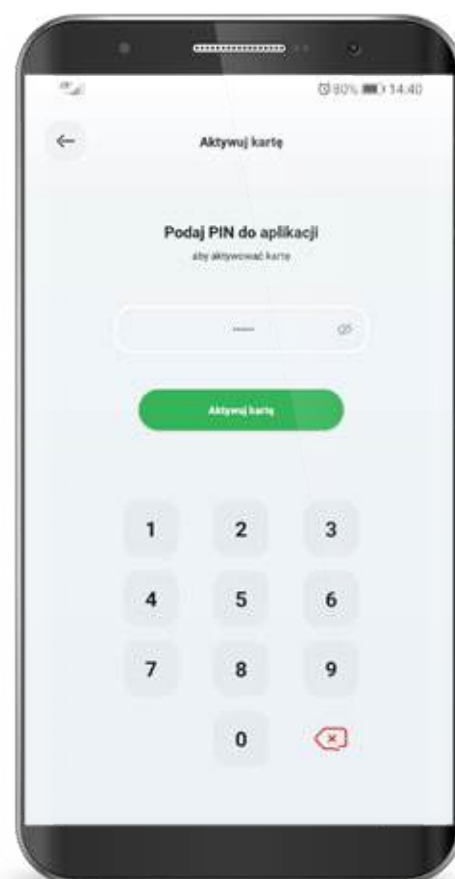 80% 14:40
Aktywuj kartę
Podaj PIN do aplikacji
aby aktywować kartę
Aktywuj kartę
1 2 3
4 5 6
7 8 9
0